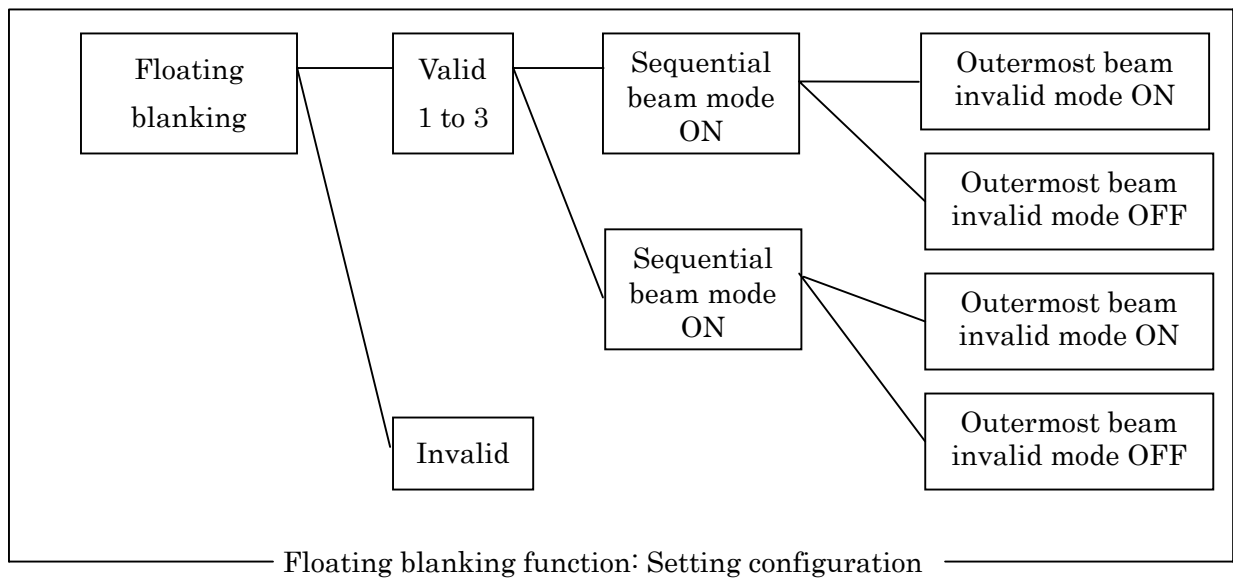 Floating
blanking
Valid
1 to 3
Sequential
beam mode
ON
Outermost beam
invalid mode ON
Outermost beam
invalid mode OFF
Sequential
beam mode
ON
Outermost beam
invalid mode ON
Outermost beam
invalid mode OFF
Invalid
Floating blanking function: Setting configuration